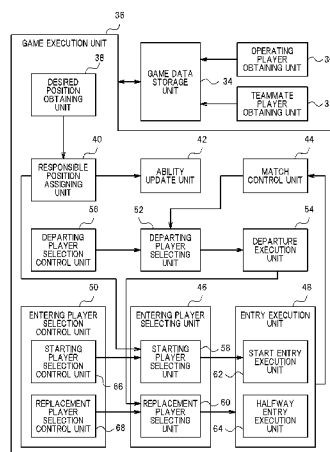 GAME EXECUTION UNIT
36
38
DESIRED
POSITION
OBTAINING
UNIT
GAME DATA
STORAGE
UNIT
34
OPERATING
PLAYER
OBTAINING UNIT
TEAMMATE
PLAYER
OBTAINING UNIT
40
RESPONSIBLE
POSITION
ASSIGNING
UNIT
42
ABILITY
UPDATE UNIT
44
MATCH
CONTROL UNIT
56
DEPARTING
PLAYER
SELECTION
CONTROL UNIT
52
DEPARTING
PLAYER
SELECTING
UNIT
54
DEPARTURE
EXECUTION
UNIT
50
ENTERING PLAYER
SELECTION
CONTROL UNIT
STARTING
PLAYER
SELECTION
CONTROL UNIT
66
REPLACEMENT
PLAYER
SELECTION
CONTROL UNIT
68
46
ENTERING PLAYER
SELECTING UNIT
58
STARTING
PLAYER
SELECTING
UNIT
60
REPLACEMENT
PLAYER
SELECTING
UNIT
48
ENTRY EXECUTION
UNIT
START ENTRY
EXECUTION
UNIT
62
HALFWAY
ENTRY
EXECUTION
UNIT
64